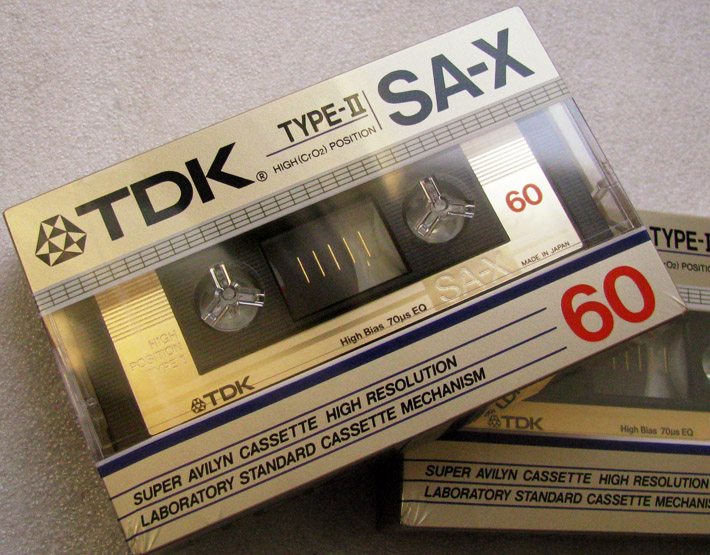 TDK®
TYPE-II
HIGH(CrO2) POSITION
SA-X
60
HIGH
POSITION
TYPE II
SA-X
MADE IN JAPAN
High Bias 70μs EQ
TDK
60
SUPER AVILYN CASSETTE HIGH RESOLUTION
LABORATORY STANDARD CASSETTE MECHANISM
TYPE-I
POSITIO
TDK
High Bias 70μs EQ
SUPER AVILYN CASSETTE HIGH RESOLUTION
LABORATORY STANDARD CASSETTE MECHANIS